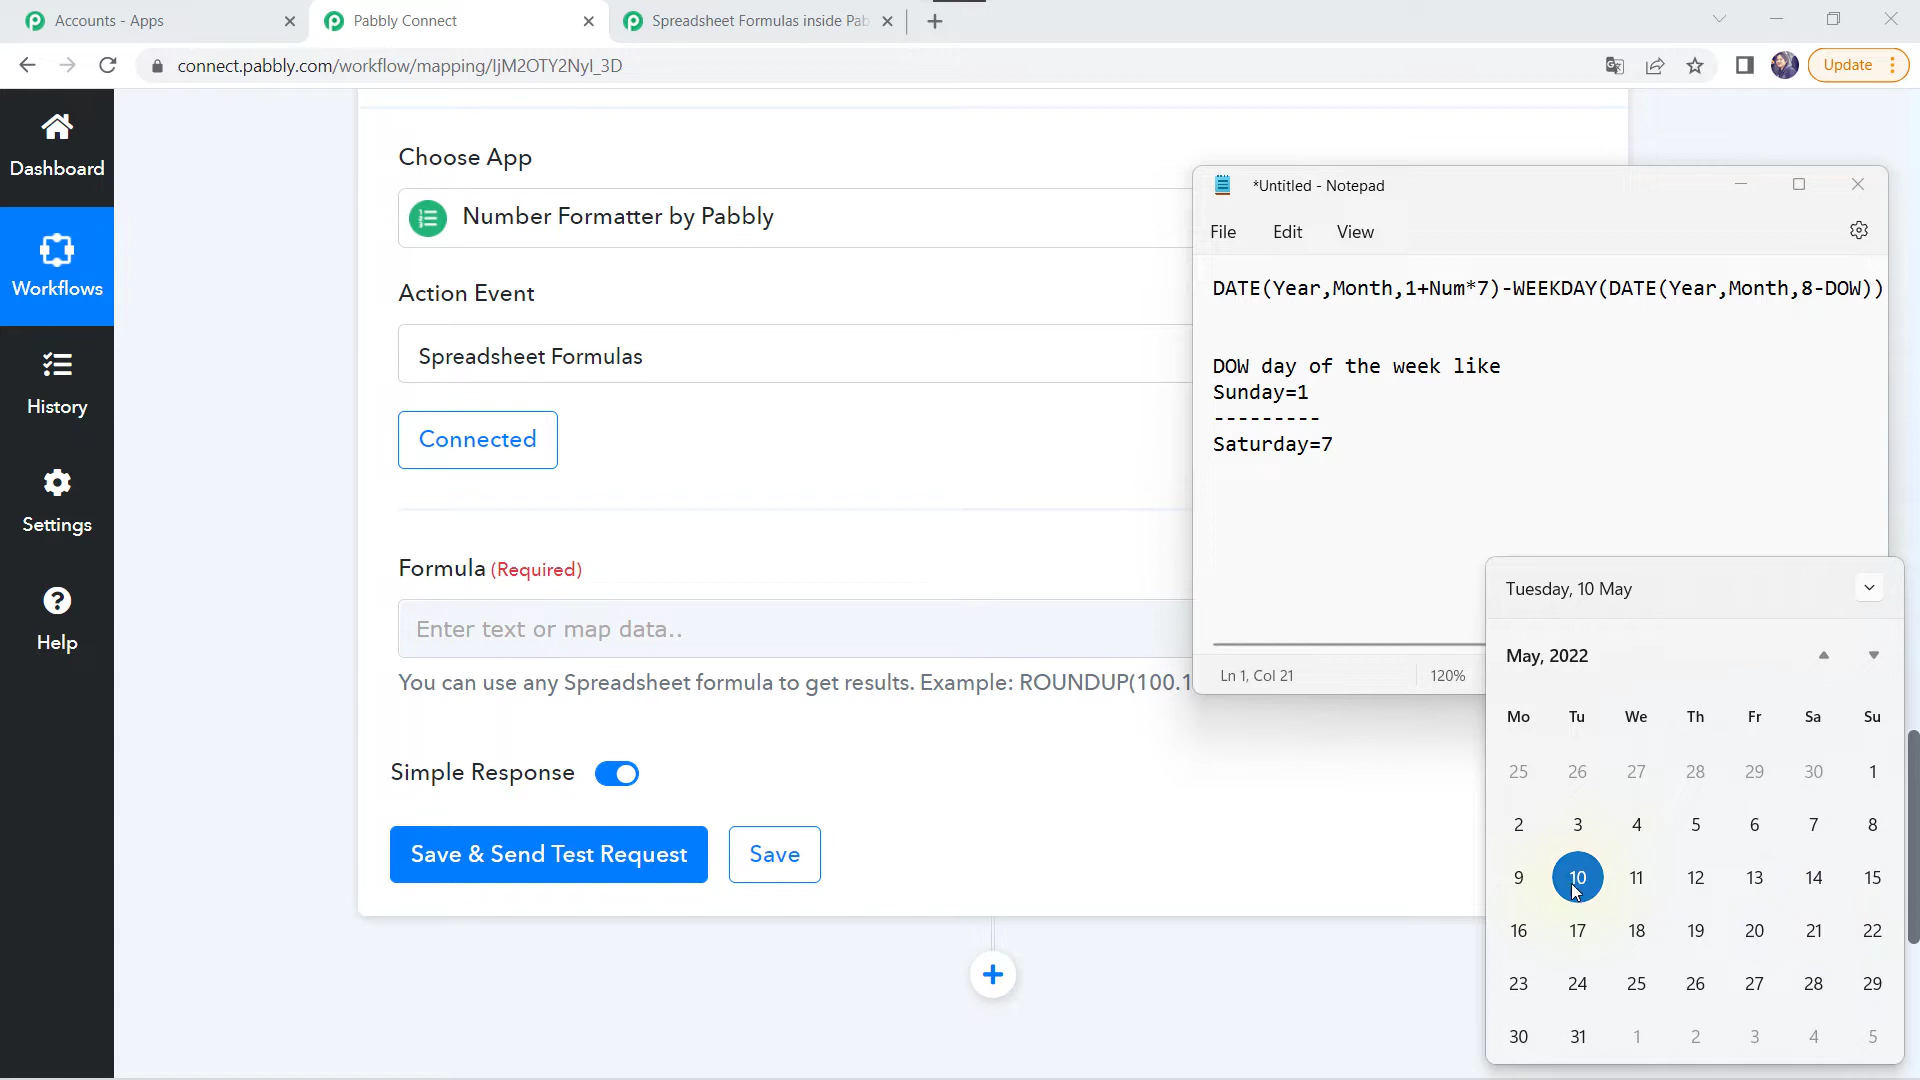 Accounts - Apps
Pabbly Connect
Spreadsheet Formulas inside Pab
connect.pabbly.com/workflow/mapping/IjM2OTY2NyI_3D
Update
Dashboard
Workflows
History
Settings
Help
Choose App
Number Formatter by Pabbly
Action Event
Spreadsheet Formulas
Connected
Formula (Required)
Enter text or map data..
You can use any Spreadsheet formula to get results. Example: ROUNDUP(100.1
Simple Response
Save & Send Test Request
Save
*Untitled - Notepad
File Edit View
DATE(Year,Month,1+Num*7)-WEEKDAY(DATE(Year,Month,8-DOW))
DOW day of the week like
Sunday=1
---------
Saturday=7
Ln 1, Col 21
120%
Tuesday, 10 May
May, 2022
Mo Tu We Th Fr Sa Su
25 26 27 28 29 30 1
2 3 4 5 6 7 8
9 10 11 12 13 14 15
16 17 18 19 20 21 22
23 24 25 26 27 28 29
30 31 1 2 3 4 5